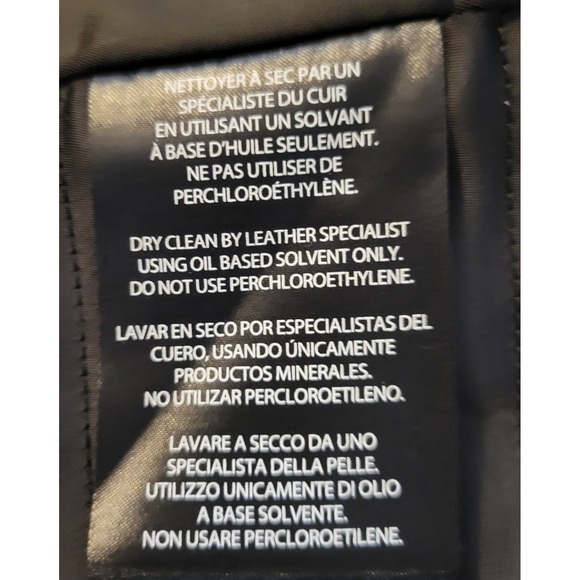 NETTOYER À SEC PAR UN
SPÉCIALISTE DU CUIR
EN UTILISANT UN SOLVANT
À BASE D'HUILE SEULEMENT.
NE PAS UTILISER DE
PERCHLOROÉTHYLÈNE.
DRY CLEAN BY LEATHER SPECIALIST
USING OIL BASED SOLVENT ONLY.
DO NOT USE PERCHLOROETHYLENE.
LAVAR EN SECO POR ESPECIALISTAS DEL
CUERO, USANDO ÚNICAMENTE
PRODUCTOS MINERALES.
NO UTILIZAR PERCLOROETILENO.
LAVARE A SECCO DA UNO
SPECIALISTA DELLA PELLE.
UTILIZZO UNICAMENTE DI OLIO
A BASE SOLVENTE.
NON USARE PERCLOROETILENE.